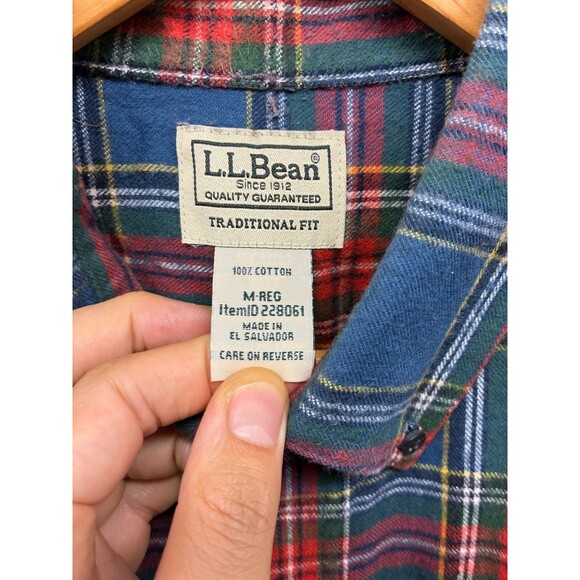 L.L.Bean®
Since 1912
QUALITY GUARANTEED
TRADITIONAL FIT
100% COTTON
M-REG
ItemID 228061
MADE IN
EL SALVADOR
CARE ON REVERSE